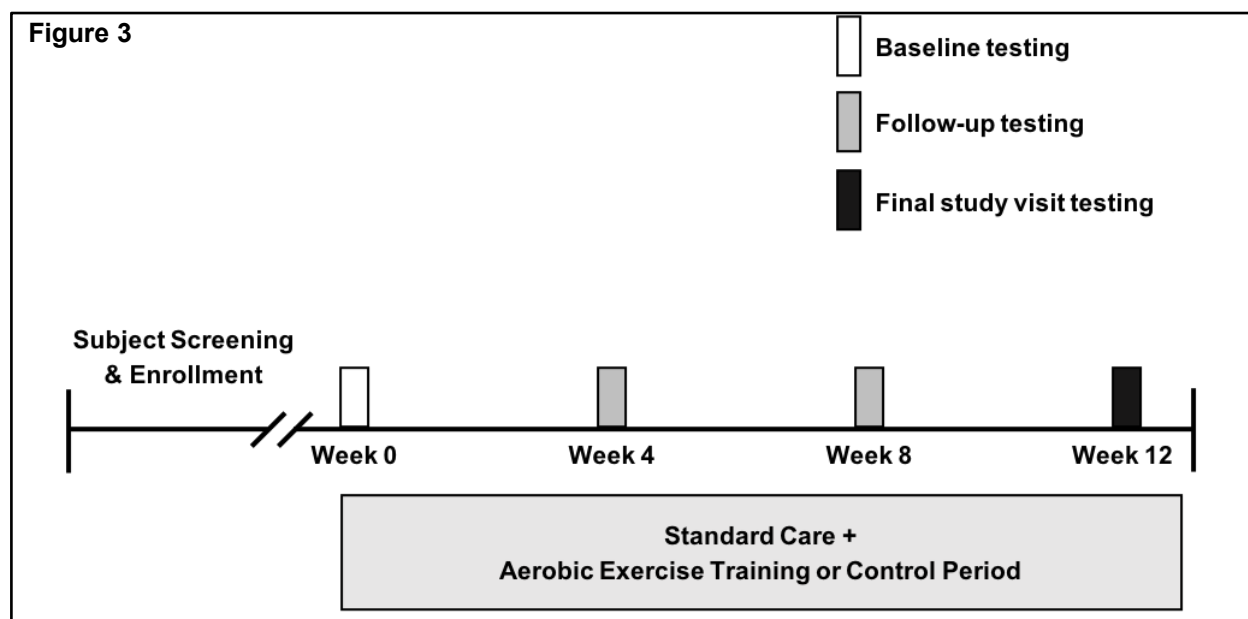 Figure 3
Baseline testing
Follow-up testing
Final study visit testing
Subject Screening
& Enrollment
Week 0
Week 4
Week 8
Week 12
Standard Care +
Aerobic Exercise Training or Control Period